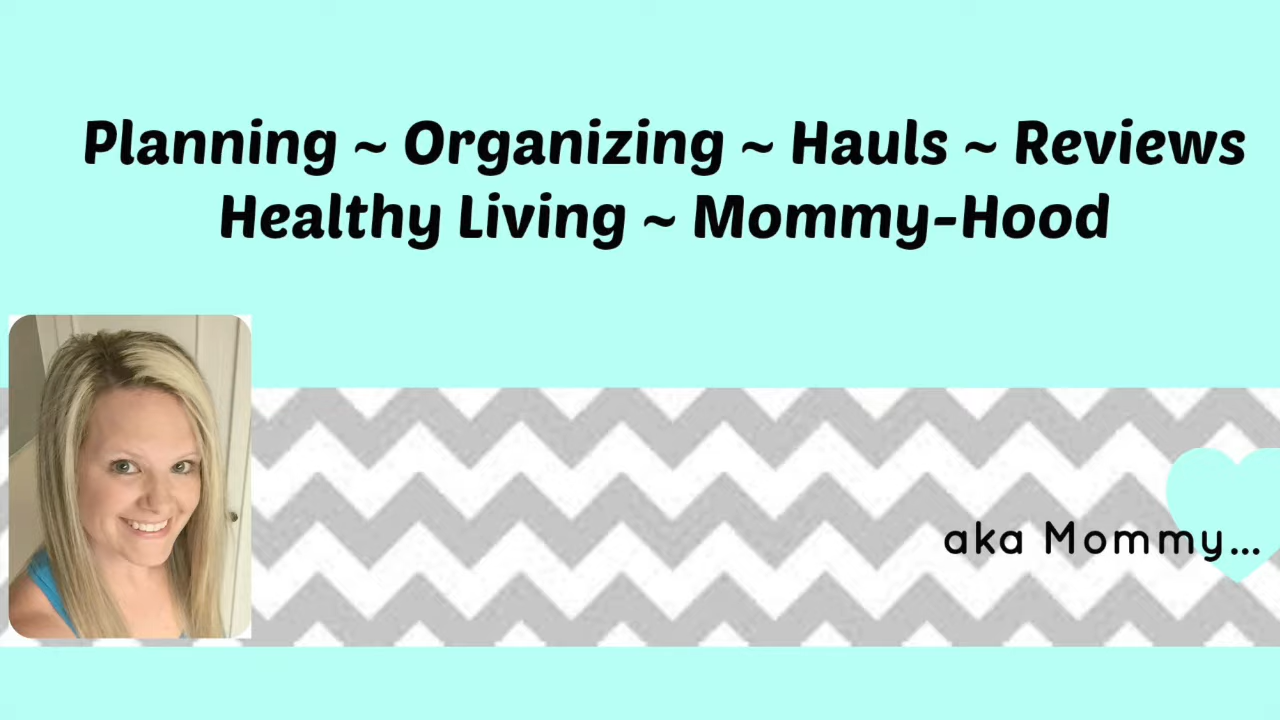 Planning ~ Organizing ~ Hauls ~ Reviews
Healthy Living ~ Mommy-Hood
aka Mommy...